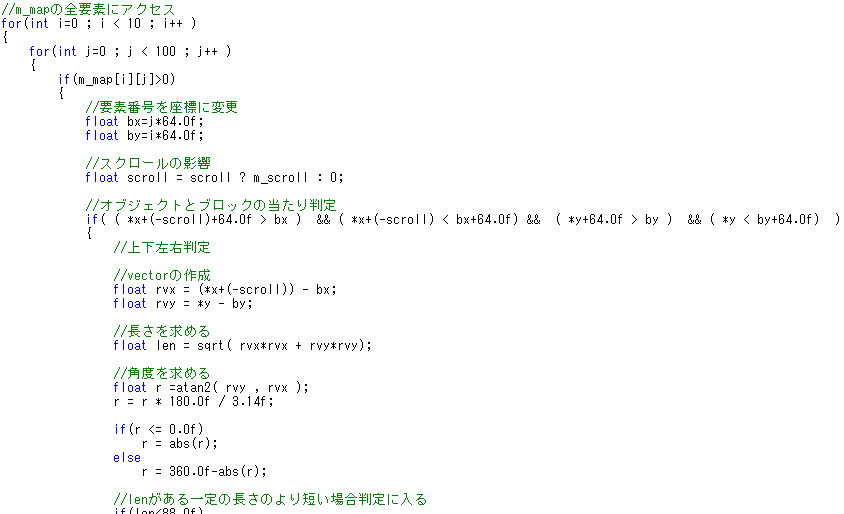 //m_mapの全要素にアクセス
for(int i=0 ; i < 10 ; i++ )
{
for(int j=0 ; j < 100 ; j++ )
{
if(m_map[i][j]>0)
{
//要素番号を座標に変更
float bx=j*64.0f;
float by=i*64.0f;
//スクロールの影響
float scroll = scroll ? m_scroll : 0;
//オブジェクトとブロックの当たり判定
if( ( *x+(-scroll)+64.0f > bx )  && ( *x+(-scroll) < bx+64.0f) &&  ( *y+64.0f > by )  && ( *y < by+64.0f)  )
{
//上下左右判定
//vectorの作成
float rvx = (*x+(-scroll)) - bx;
float rvy = *y - by;
//長さを求める
float len = sqrt( rvx*rvx + rvy*rvy);
//角度を求める
float r =atan2( rvy , rvx );
r = r * 180.0f / 3.14f;
if(r <= 0.0f)
r = abs(r);
else
r = 360.0f-abs(r);
//lenがある一定の長さのより短い場合判定に入る
if(len<88.0f)